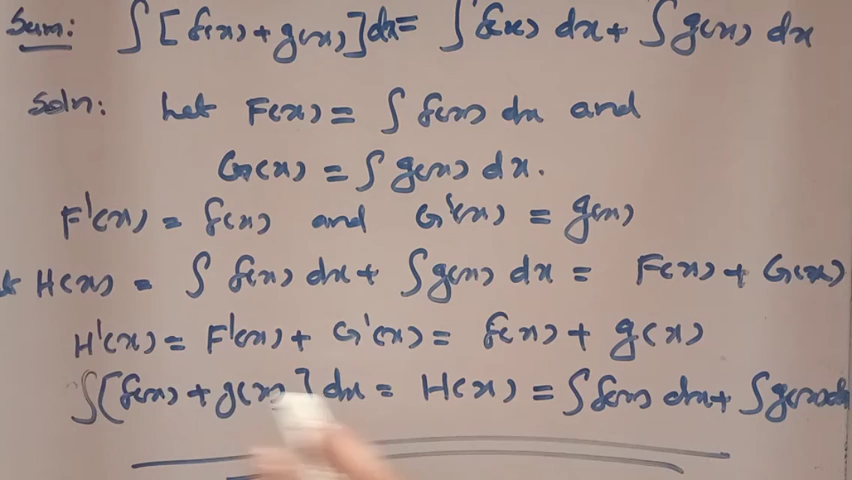 Sum: ∫[f(x)+g(x)]dx = ∫f(x) dx + ∫g(x) dx
Soln: Let F(x) = ∫f(x) dx and
G(x) = ∫g(x) dx.
F'(x) = f(x) and G'(x) = g(x)
H(x) = ∫f(x) dx + ∫g(x) dx = F(x) + G(x)
H'(x) = F'(x) + G'(x) = f(x) + g(x)
∫[f(x) + g(x)] dx = H(x) = ∫f(x) dx + ∫g(x) dx